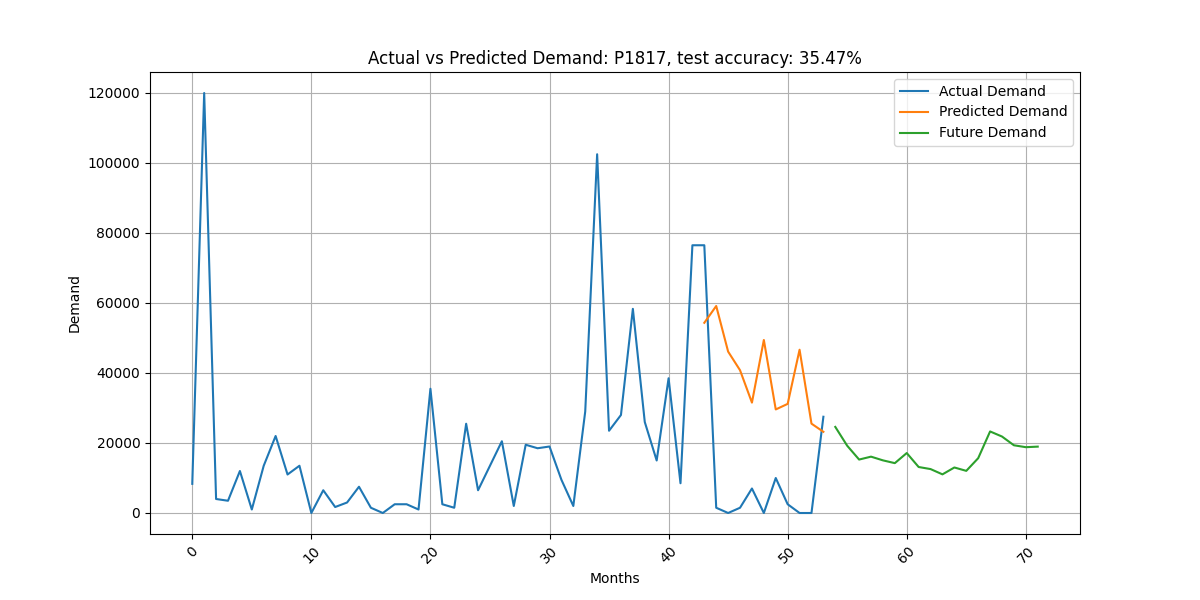 Actual vs Predicted Demand: P1817, test accuracy: 35.47%
Actual Demand
Predicted Demand
Future Demand
120000
100000
80000
60000
40000
20000
0
Demand
0
10
20
30
40
50
60
70
Months